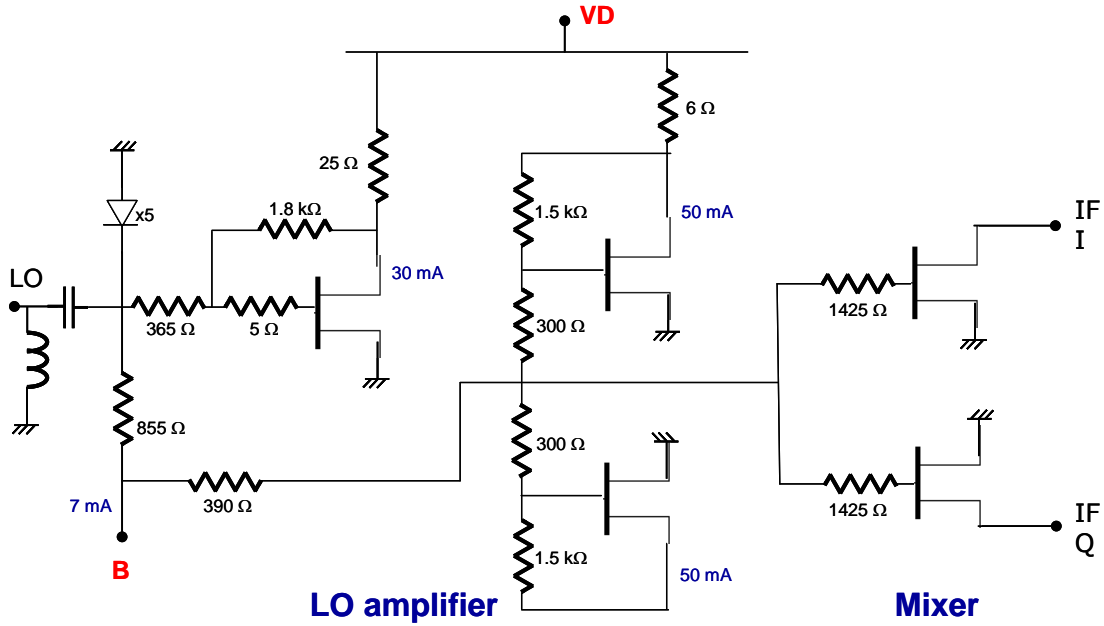 VD
6 Ω
25 Ω
x5
1.8 kΩ
1.5 kΩ
50 mA
IF
I
LO
30 mA
365 Ω
5 Ω
300 Ω
1425 Ω
855 Ω
300 Ω
7 mA
390 Ω
1425 Ω
IF
Q
1.5 kΩ
50 mA
B
LO amplifier
Mixer